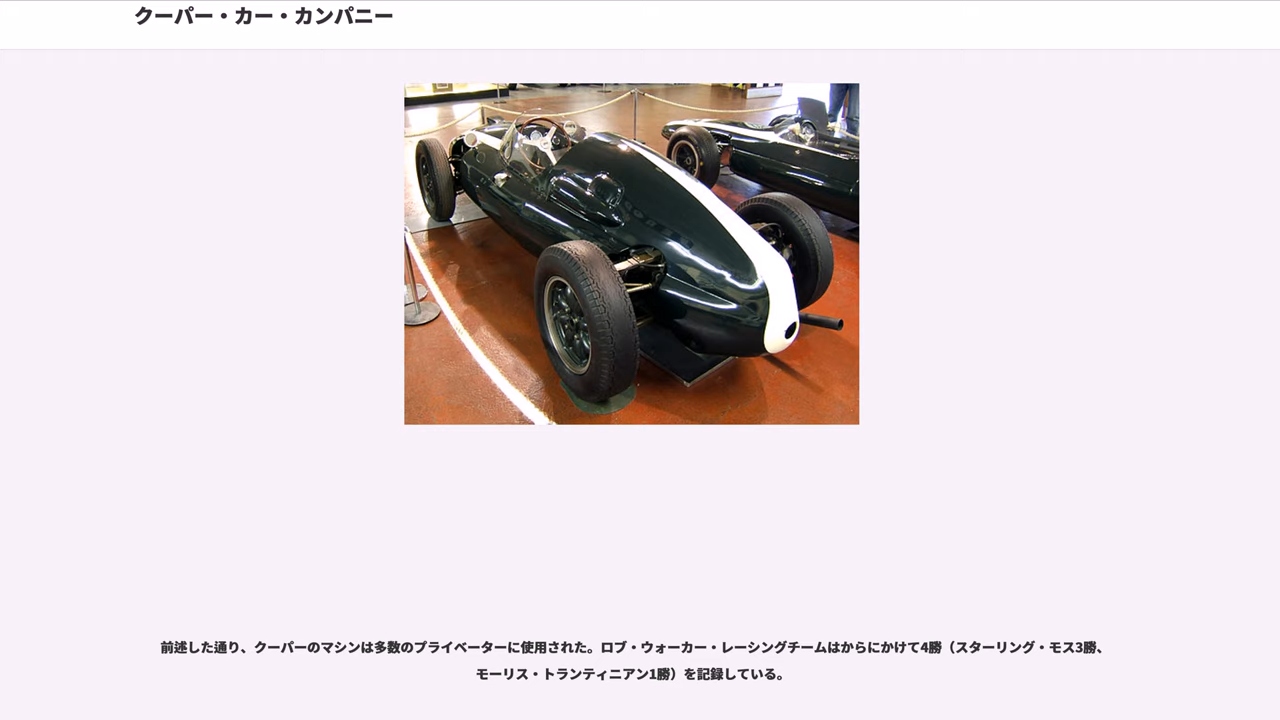 クーパー・カー・カンパニー
前述した通り、クーパーのマシンは多数のプライベーターに使用された。ロブ・ウォーカー・レーシングチームはからにかけて4勝（スターリング・モス3勝、
モーリス・トランティニアン1勝）を記録している。